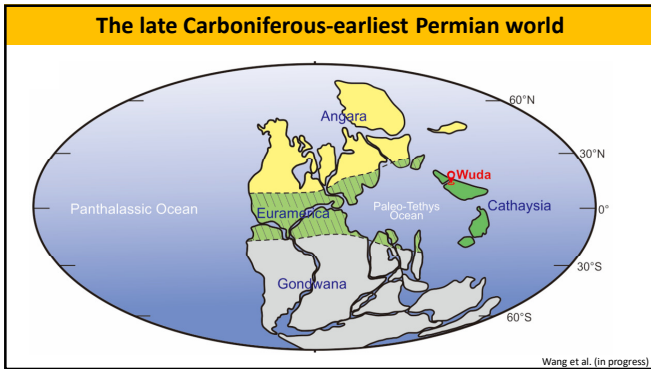 The late Carboniferous-earliest Permian world
60°N
Angara
30°N
Wuda
Panthalassic Ocean
Euramerica
Paleo-Tethys
Ocean
Cathaysia
0°
30°S
Gondwana
60°S
Wang et al. (in progress)